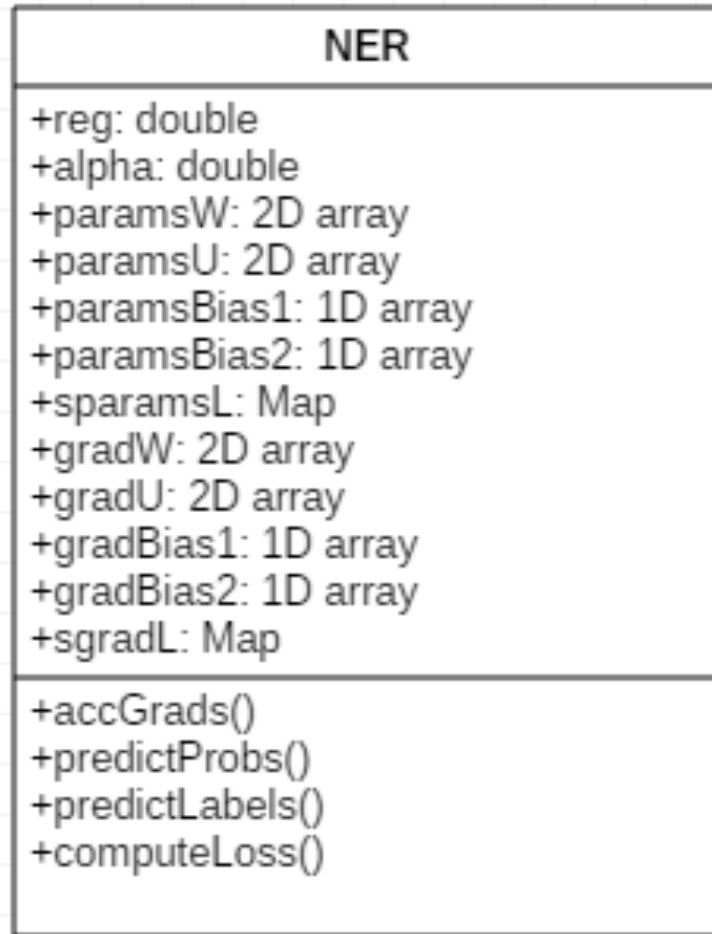 NER
+reg: double
+alpha: double
+paramsW: 2D array
+paramsU: 2D array
+paramsBias1: 1D array
+paramsBias2: 1D array
+sparamsL: Map
+gradW: 2D array
+gradU: 2D array
+gradBias1: 1D array
+gradBias2: 1D array
+sgradL: Map
+accGrads()
+predictProbs()
+predictLabels()
+computeLoss()